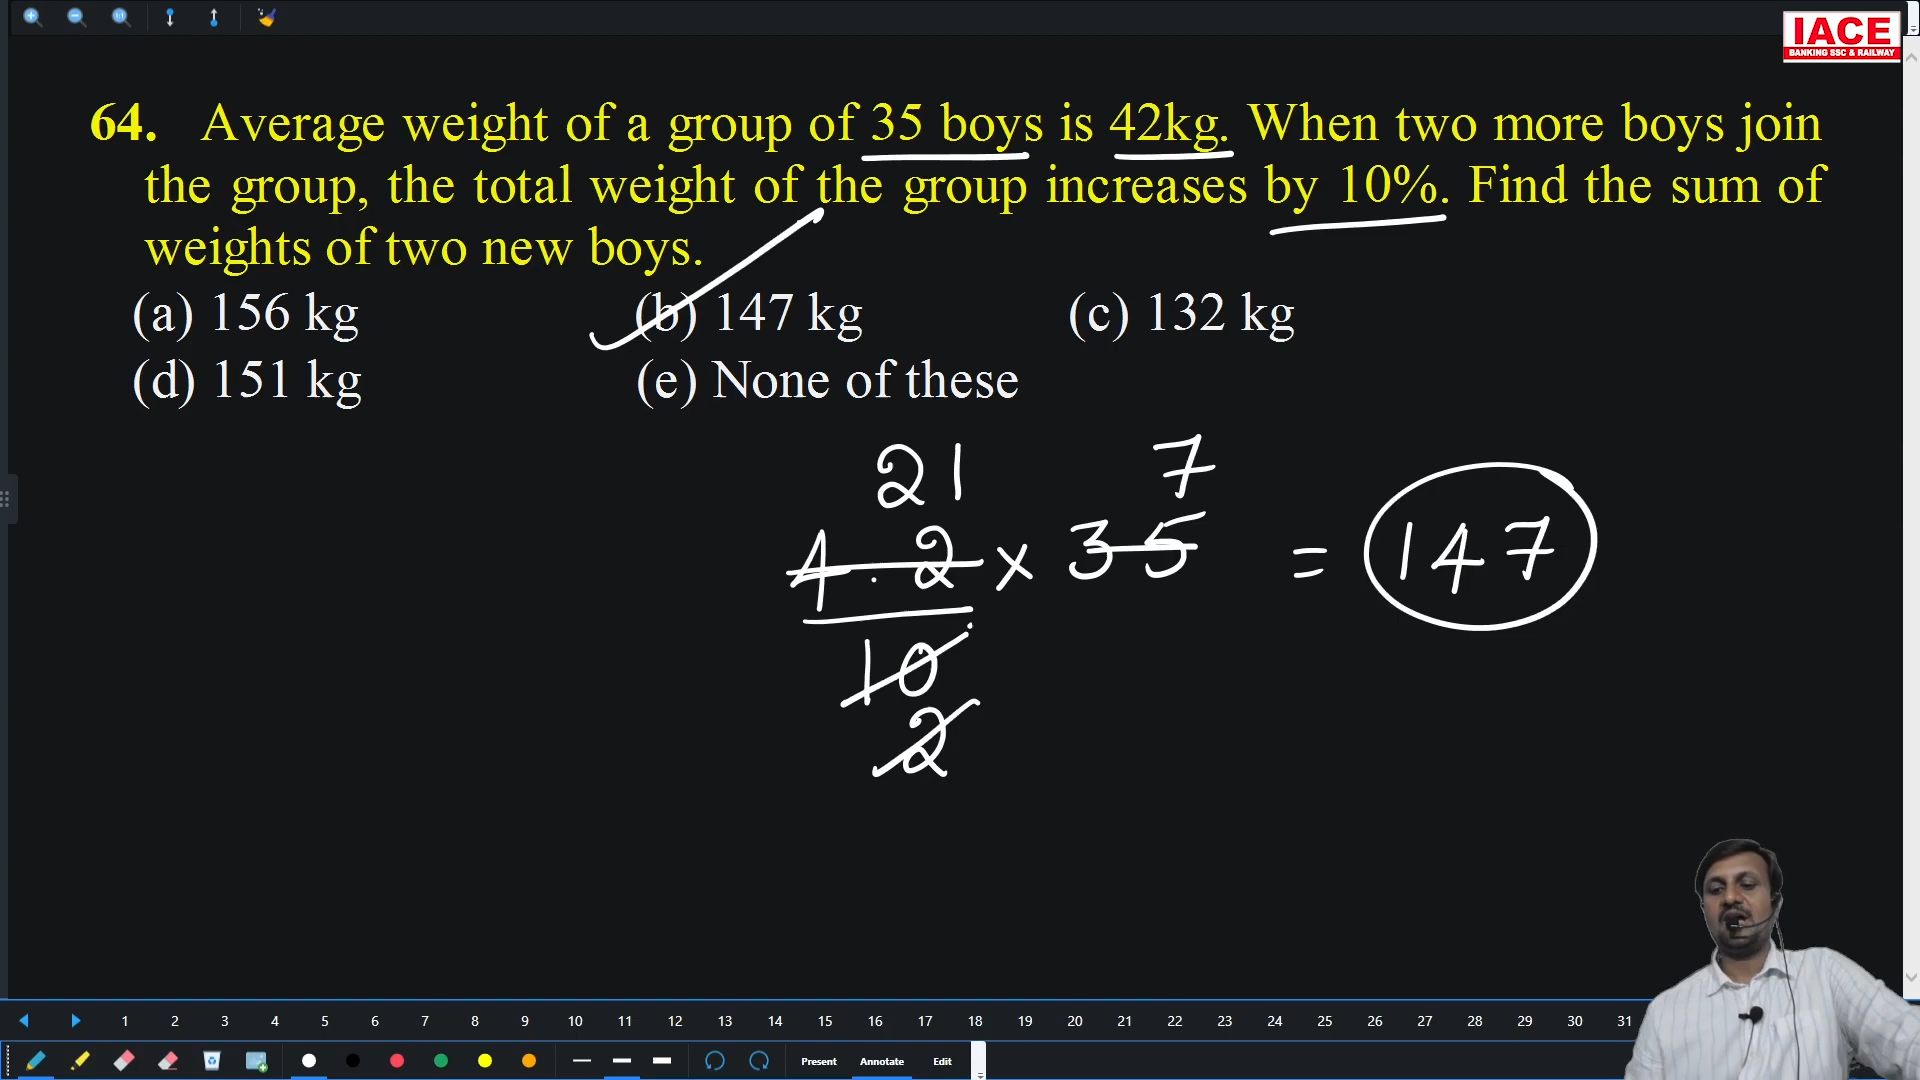 IACE
BANKING SSC & RAILWAY
64. Average weight of a group of 35 boys is 42kg. When two more boys join
the group, the total weight of the group increases by 10%. Find the sum of
weights of two new boys.
(a) 156 kg (b) 147 kg (c) 132 kg
(d) 151 kg (e) None of these
21 7
4.2 × 35 = 147
10
2
1 2 3 4 5 6 7 8 9 10 11 12 13 14 15 16 17 18 19 20 21 22 23 24 25 26 27 28 29 30 31
Present Annotate Edit